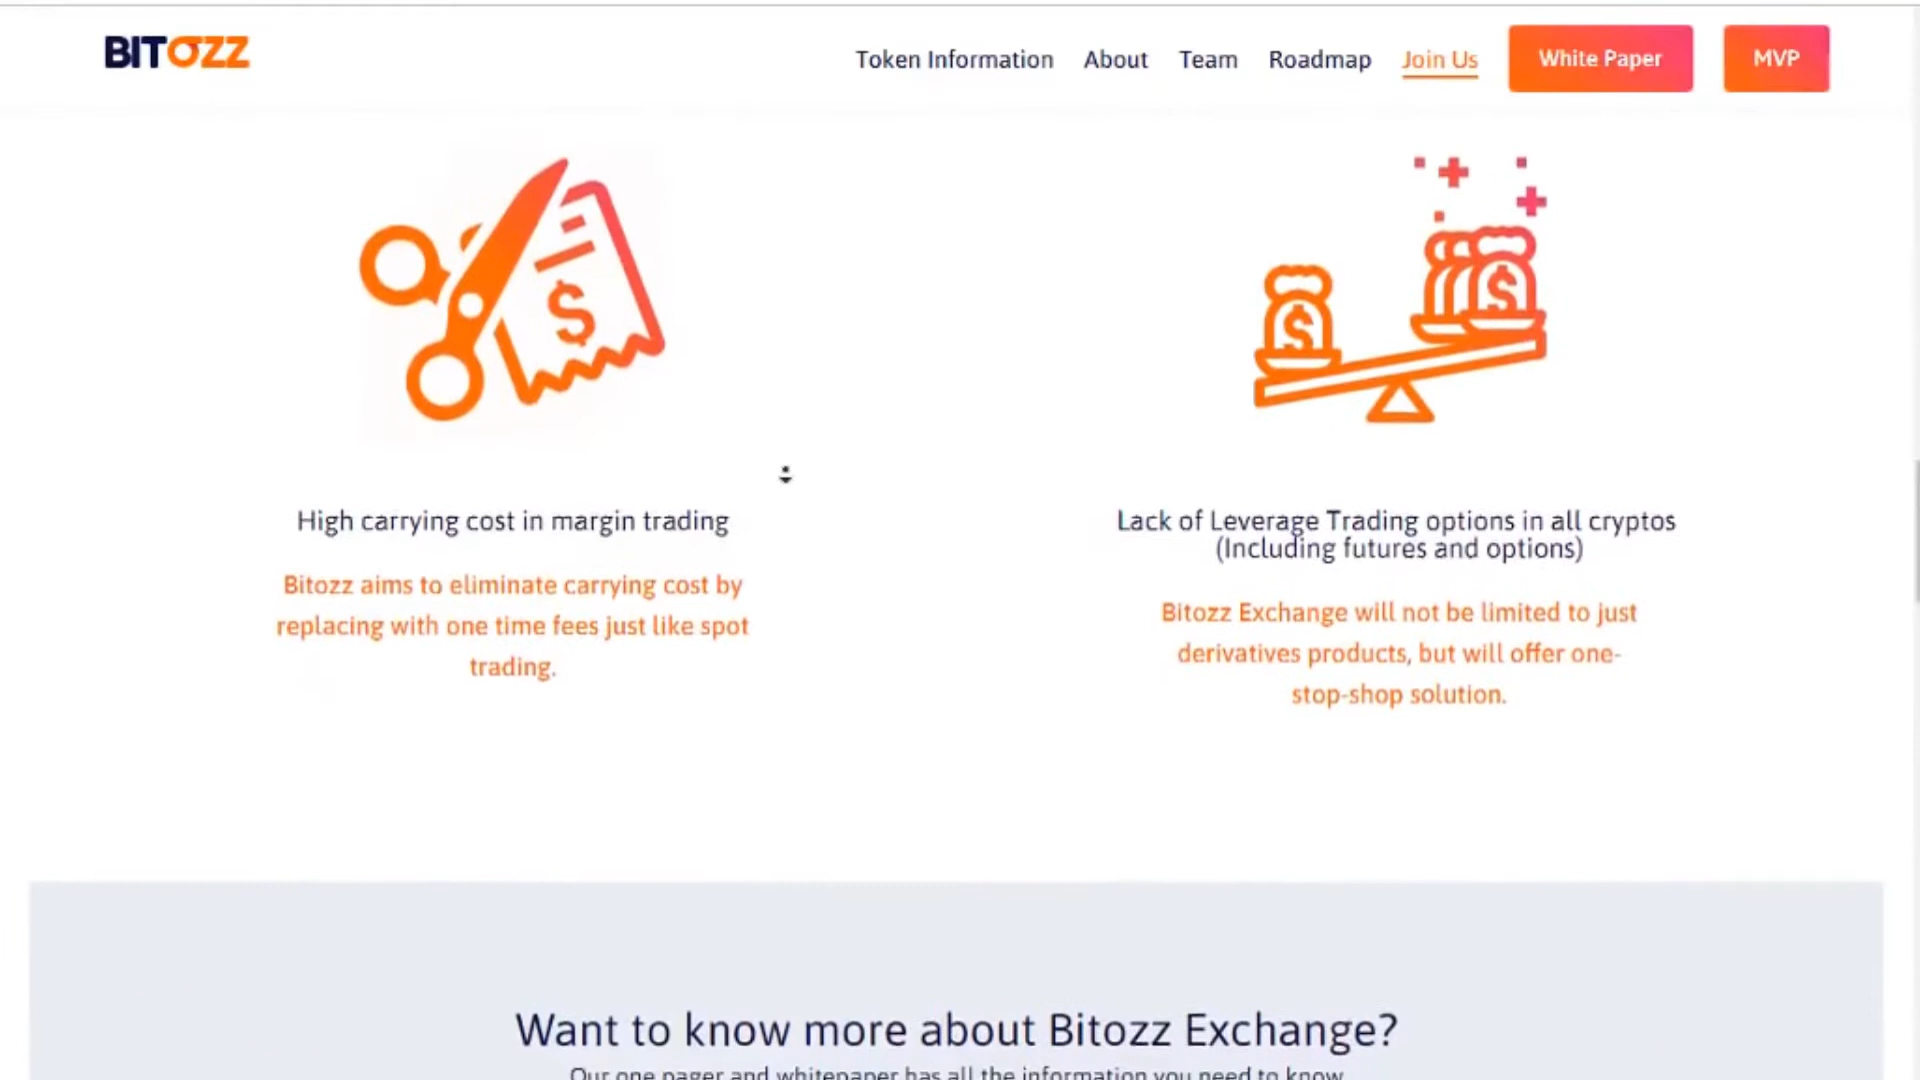 BITOZZ
Token Information
About
Team
Roadmap
Join Us
White Paper
MVP
$
$
$
High carrying cost in margin trading
Bitozz aims to eliminate carrying cost by
replacing with one time fees just like spot
trading.
Lack of Leverage Trading options in all cryptos
(Including futures and options)
Bitozz Exchange will not be limited to just
derivatives products, but will offer one-
stop-shop solution.
Want to know more about Bitozz Exchange?
Our one pager and whitepaper has all the information you need to know